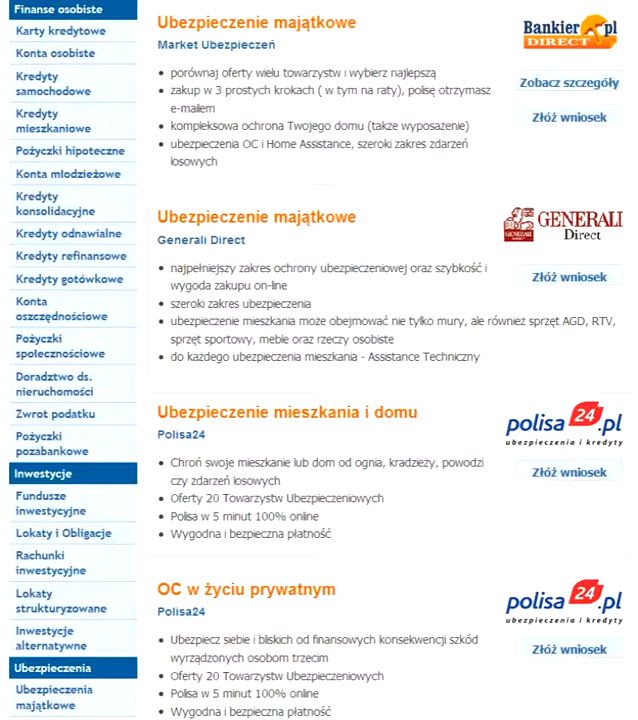 Finanse osobiste
Karty kredytowe
Konta osobiste
Kredyty
samochodowe
Kredyty
mieszkaniowe
Pożyczki hipoteczne
Konta młodzieżowe
Kredyty
konsolidacyjne
Kredyty odnawialne
Kredyty refinansowe
Kredyty gotówkowe
Konta
oszczędnościowe
Pożyczki
społecznościowe
Doradztwo ds.
nieruchomości
Zwrot podatku
Pożyczki
pozabankowe
Inwestycje
Fundusze
inwestycyjne
Lokaty i Obligacje
Rachunki
inwestycyjne
Lokaty
strukturyzowane
Inwestycje
alternatywne
Ubezpieczenia
Ubezpieczenia
majątkowe
Ubezpieczenie majątkowe
Market Ubezpieczeń
• porównaj oferty wielu towarzystw i wybierz najlepszą
• zakup w 3 prostych krokach ( w tym na raty), polisę otrzymasz
e-mailem
• kompleksowa ochrona Twojego domu (także wyposażenie)
• ubezpieczenia OC i Home Assistance, szeroki zakres zdarzeń
losowych
Bankier.pl
DIRECT
Zobacz szczegóły
Złóż wniosek
Ubezpieczenie majątkowe
Generali Direct
• najpełniejszy zakres ochrony ubezpieczeniowej oraz szybkość i
wygoda zakupu on-line
• szeroki zakres ubezpieczenia
• ubezpieczenie mieszkania może obejmować nie tylko mury, ale również sprzęt AGD, RTV,
sprzęt sportowy, meble oraz rzeczy osobiste
• do każdego ubezpieczenia mieszkania - Assistance Techniczny
GENERALI
GENERALI
Direct
Złóż wniosek
Ubezpieczenie mieszkania i domu
Polisa24
• Chroń swoje mieszkanie lub dom od ognia, kradzieży, powodzi
czy zdarzeń losowych
• Oferty 20 Towarzystw Ubezpieczeniowych
• Polisa w 5 minut 100% online
• Wygodna i bezpieczna płatność
polisa 24.pl
ubezpieczenia i kredyty
Złóż wniosek
OC w życiu prywatnym
Polisa24
• Ubezpiecz siebie i bliskich od finansowych konsekwencji szkód
wyrządzonych osobom trzecim
• Oferty 20 Towarzystw Ubezpieczeniowych
• Polisa w 5 minut 100% online
• Wygodna i bezpieczna płatność
polisa 24.pl
ubezpieczenia i kredyty
Złóż wniosek